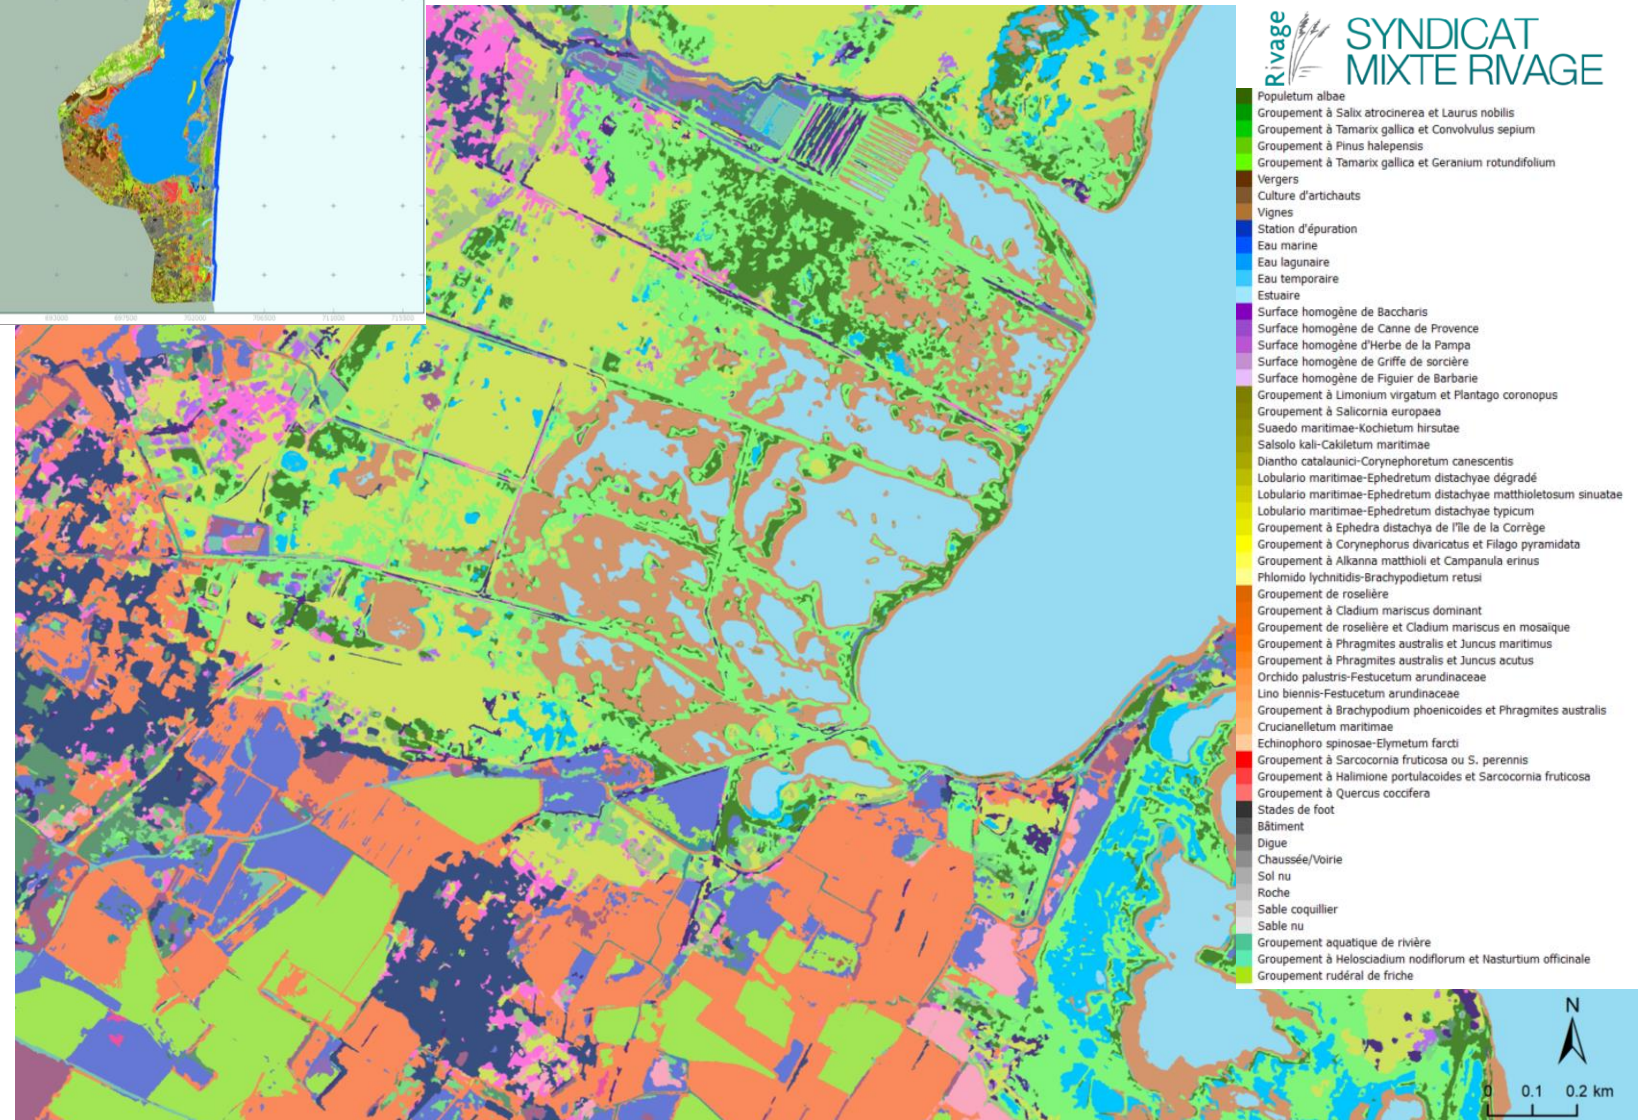 Rivage
SYNDICAT
MIXTE RIVAGE
Populetum albae
Groupement à Salix atrocinerea et Laurus nobilis
Groupement à Tamarix gallica et Convolvulus sepium
Groupement à Pinus halepensis
Groupement à Tamarix gallica et Geranium rotundifolium
Vergers
Culture d'artichauts
Vignes
Station d'épuration
Eau marine
Eau lagunaire
Eau temporaire
Estuaire
Surface homogène de Baccharis
Surface homogène de Canne de Provence
Surface homogène d'Herbe de la Pampa
Surface homogène de Griffe de sorcière
Surface homogène de Figuier de Barbarie
Groupement à Limonium virgatum et Plantago coronopus
Groupement à Salicornia europaea
Suaedo maritimae-Kochietum hirsutae
Salsolo kali-Cakiletum maritimae
Diantho catalaunici-Corynephoretum canescentis
Lobulario maritimae-Ephedretum distachyae dégradé
Lobulario maritimae-Ephedretum distachyae matthioletosum sinuatae
Lobulario maritimae-Ephedretum distachyae typicum
Groupement à Ephedra distachya de l'île de la Corrège
Groupement à Corynephorus divaricatus et Filago pyramidata
Groupement à Alkanna matthioli et Campanula erinus
Phlomido lychnitidis-Brachypodietum retusi
Groupement de roselière
Groupement à Cladium mariscus dominant
Groupement de roselière et Cladium mariscus en mosaïque
Groupement à Phragmites australis et Juncus maritimus
Groupement à Phragmites australis et Juncus acutus
Orchido palustris-Festucetum arundinaceae
Lino biennis-Festucetum arundinaceae
Groupement à Brachypodium phoenicoides et Phragmites australis
Crucianelletum maritimae
Echinophoro spinosae-Elymetum farcti
Groupement à Sarcocornia fruticosa ou S. perennis
Groupement à Halimione portulacoides et Sarcocornia fruticosa
Groupement à Quercus coccifera
Stades de foot
Bâtiment
Digue
Chaussée/Voirie
Sol nu
Roche
Sable coquillier
Sable nu
Groupement aquatique de rivière
Groupement à Helosciadium nodiflorum et Nasturtium officinale
Groupement rudéral de friche
N
0 0.1 0.2 km